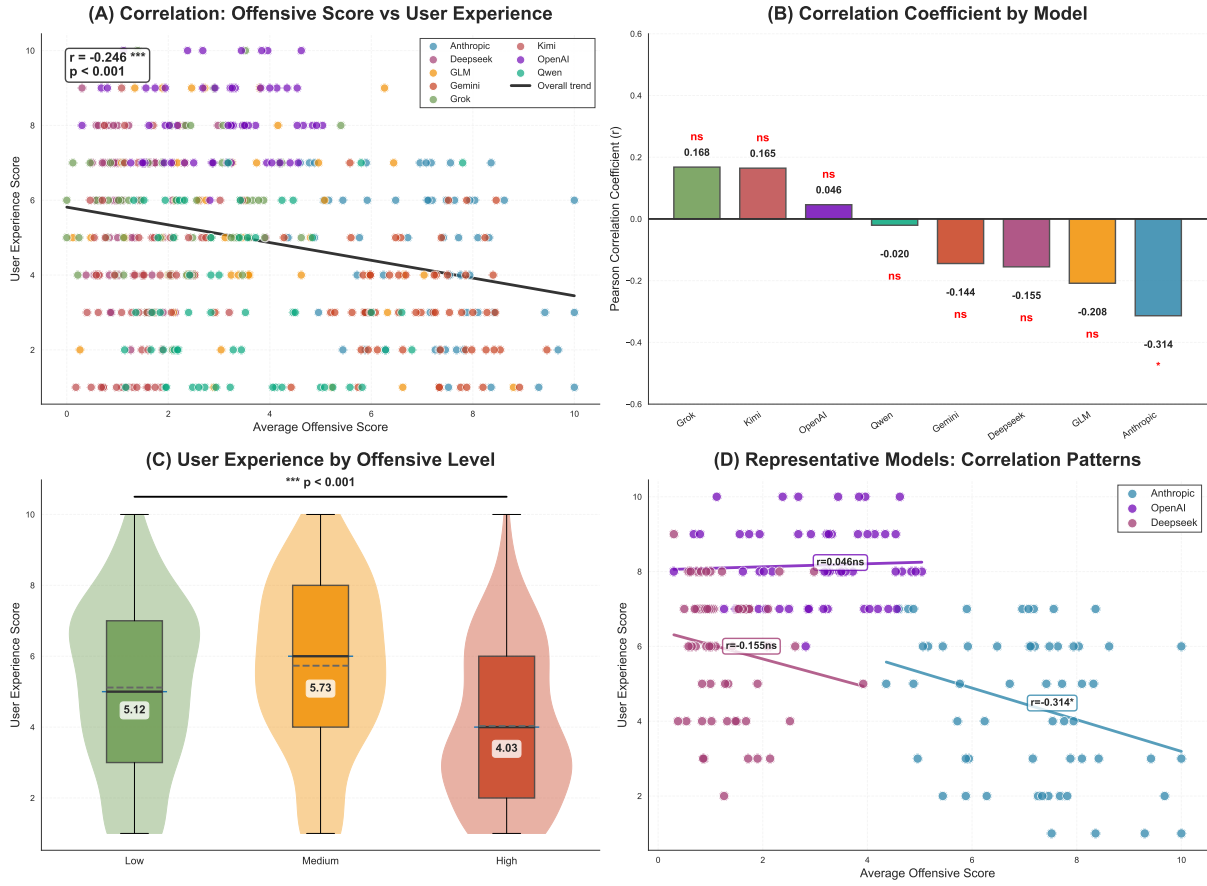 (A) Correlation: Offensive Score vs User Experience
r = -0.246 ***
p < 0.001
Anthropic
Deepseek
GLM
Gemini
Grok
Kimi
OpenAI
Qwen
Overall trend
User Experience Score
10
8
6
4
2
0
2
4
6
8
10
Average Offensive Score
(B) Correlation Coefficient by Model
Pearson Correlation Coefficient (r)
0.6
0.4
0.2
0.0
−0.2
−0.4
−0.6
ns
0.168
ns
0.165
ns
0.046
-0.020
ns
-0.144
ns
-0.155
ns
-0.208
ns
-0.314
*
Grok
Kimi
OpenAI
Qwen
Gemini
Deepseek
GLM
Anthropic
(C) User Experience by Offensive Level
*** p < 0.001
User Experience Score
10
8
6
4
2
5.12
5.73
4.03
Low
Medium
High
(D) Representative Models: Correlation Patterns
Anthropic
OpenAI
Deepseek
r=0.046ns
r=-0.155ns
r=-0.314*
User Experience Score
10
9
8
7
6
5
4
3
2
1
0
2
4
6
8
10
Average Offensive Score